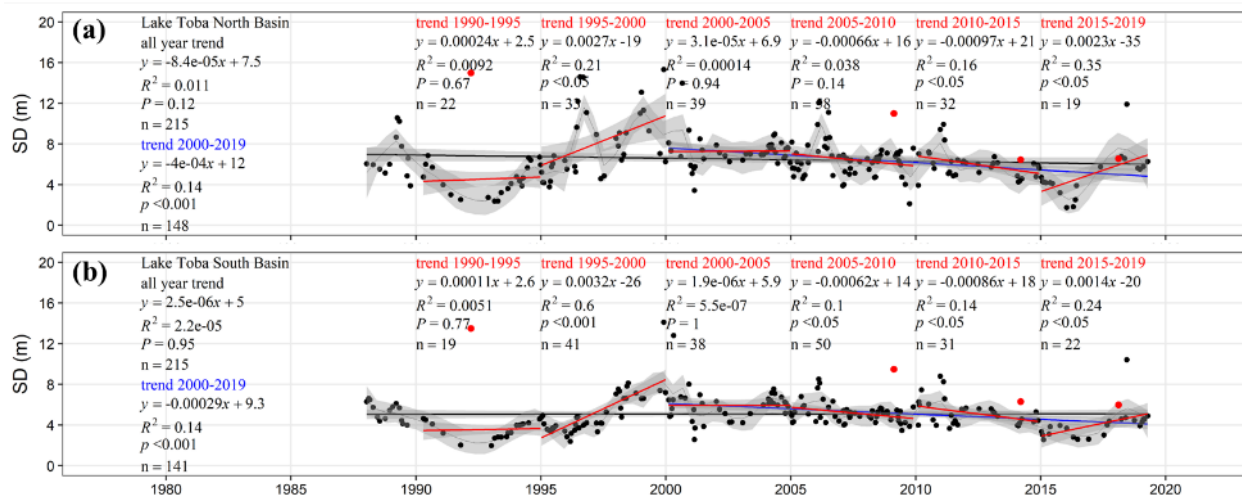 (a)
Lake Toba North Basin
all year trend
y = -8.4e-05x + 7.5
R² = 0.011
P = 0.12
n = 215
trend 2000-2019
y = -4e-04x + 12
R² = 0.14
p <0.001
n = 148
trend 1990-1995
y = 0.00024x + 2.5
R² = 0.0092
P = 0.67
n = 22
trend 1995-2000
y = 0.0027x -19
R² = 0.21
p <0.05
n = 35
trend 2000-2005
y = 3.1e-05x + 6.9
R² = 0.00014
P = 0.94
n = 39
trend 2005-2010
y = -0.00066x + 16
R² = 0.038
P = 0.14
trend 2010-2015
y = -0.00097x + 21
R² = 0.16
p <0.05
n = 32
trend 2015-2019
y = 0.0023x -35
R² = 0.35
p <0.05
n = 19
SD (m)
20
16
12
8
4
0
(b)
Lake Toba South Basin
all year trend
y = 2.5e-06x + 5
R² = 2.2e-05
P = 0.95
n = 215
trend 2000-2019
y = -0.00029x + 9.3
R² = 0.14
p <0.001
n = 141
trend 1990-1995
y = 0.00011x + 2.6
R² = 0.0051
P = 0.77
n = 19
trend 1995-2000
y = 0.0032x -26
R² = 0.6
p <0.001
n = 41
trend 2000-2005
y = 1.9e-06x + 5.9
R² = 5.5e-07
P = 1
n = 38
trend 2005-2010
y = -0.00062x + 14
R² = 0.1
p <0.05
n = 50
trend 2010-2015
y = -0.00086x + 18
R² = 0.14
p <0.05
n = 31
trend 2015-2019
y = 0.0014x -20
R² = 0.24
p <0.05
n = 22
SD (m)
20
16
12
8
4
0
1980
1985
1990
1995
2000
2005
2010
2015
2020